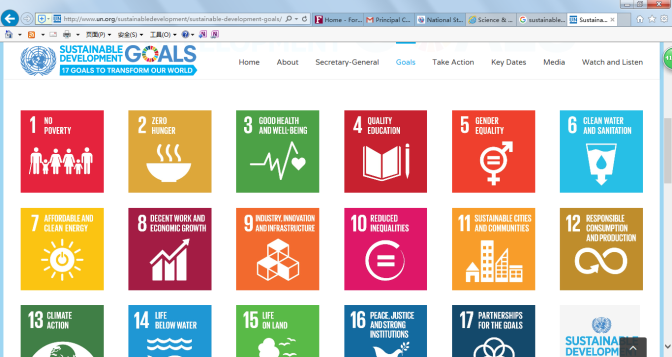 http://www.un.org/sustainabledevelopment/sustainable-development-goals/
Home - For...
Principal C...
National St...
Science & ...
sustainable...
Sustaina...
页面(P)
安全(S)
工具(O)
SUSTAINABLE
DEVELOPMENT
GOALS
17 GOALS TO TRANSFORM OUR WORLD
Home
About
Secretary-General
Goals
Take Action
Key Dates
Media
Watch and Listen
1 NO
POVERTY
2 ZERO
HUNGER
3 GOOD HEALTH
AND WELL-BEING
4 QUALITY
EDUCATION
5 GENDER
EQUALITY
6 CLEAN WATER
AND SANITATION
7 AFFORDABLE AND
CLEAN ENERGY
8 DECENT WORK AND
ECONOMIC GROWTH
9 INDUSTRY, INNOVATION
AND INFRASTRUCTURE
10 REDUCED
INEQUALITIES
11 SUSTAINABLE CITIES
AND COMMUNITIES
12 RESPONSIBLE
CONSUMPTION
AND PRODUCTION
13 CLIMATE
ACTION
14 LIFE
BELOW WATER
15 LIFE
ON LAND
16 PEACE, JUSTICE
AND STRONG
INSTITUTIONS
17 PARTNERSHIPS
FOR THE GOALS
SUSTAINABLE